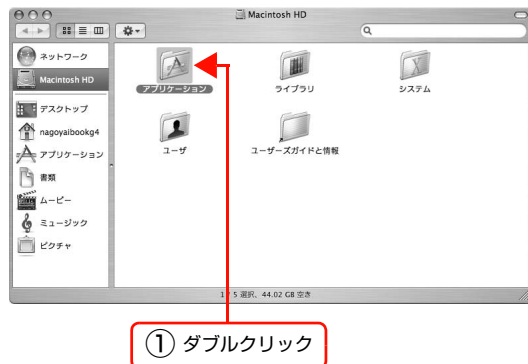 Macintosh HD
ネットワーク
Macintosh HD
デスクトップ
nagoyaibookg4
アプリケーション
書類
ムービー
ミュージック
ピクチャ
アプリケーション
ライブラリ
システム
ユーザ
ユーザーズガイドと情報
1 / 5 選択、44.02 GB 空き
① ダブルクリック